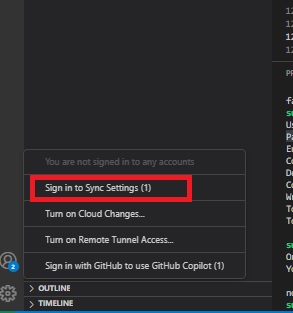 You are not signed in to any accounts
Sign in to Sync Settings (1)
Turn on Cloud Changes...
Turn on Remote Tunnel Access...
Sign in with GitHub to use GitHub Copilot (1)
2
OUTLINE
TIMELINE